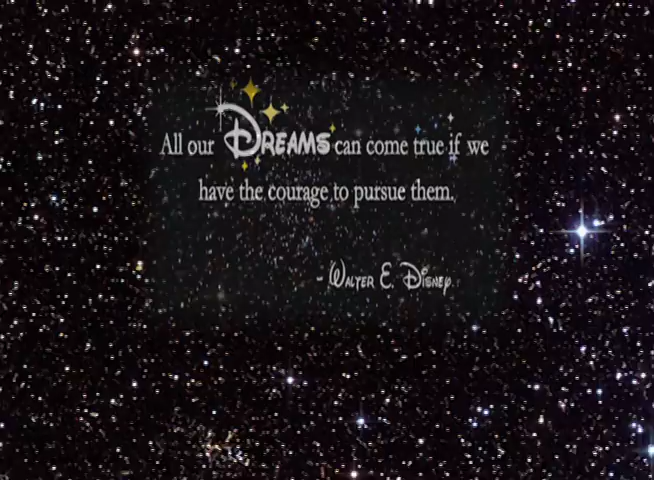 All our DREAMS can come true if we
have the courage to pursue them.
- Walter E. Disney